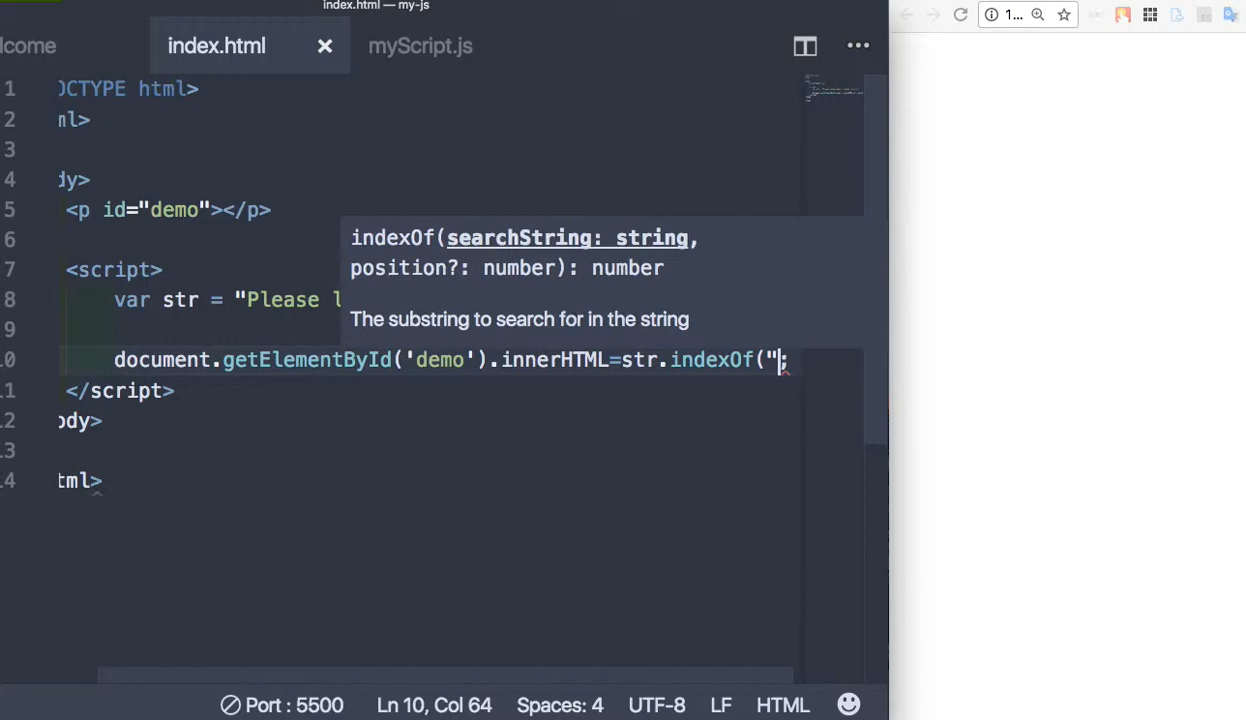 index.html — my-js
lcome index.html × myScript.js
1...
1 OCTYPE html>
2 ml>
3
4 dy>
5 <p id="demo"></p>
6
7 <script>
8 var str = "Please l
9
10 document.getElementById('demo').innerHTML=str.indexOf(";
11 </script>
12 ody>
13
14 tml>
indexOf(searchString: string,
position?: number): number
The substring to search for in the string
Port : 5500 Ln 10, Col 64 Spaces: 4 UTF-8 LF HTML